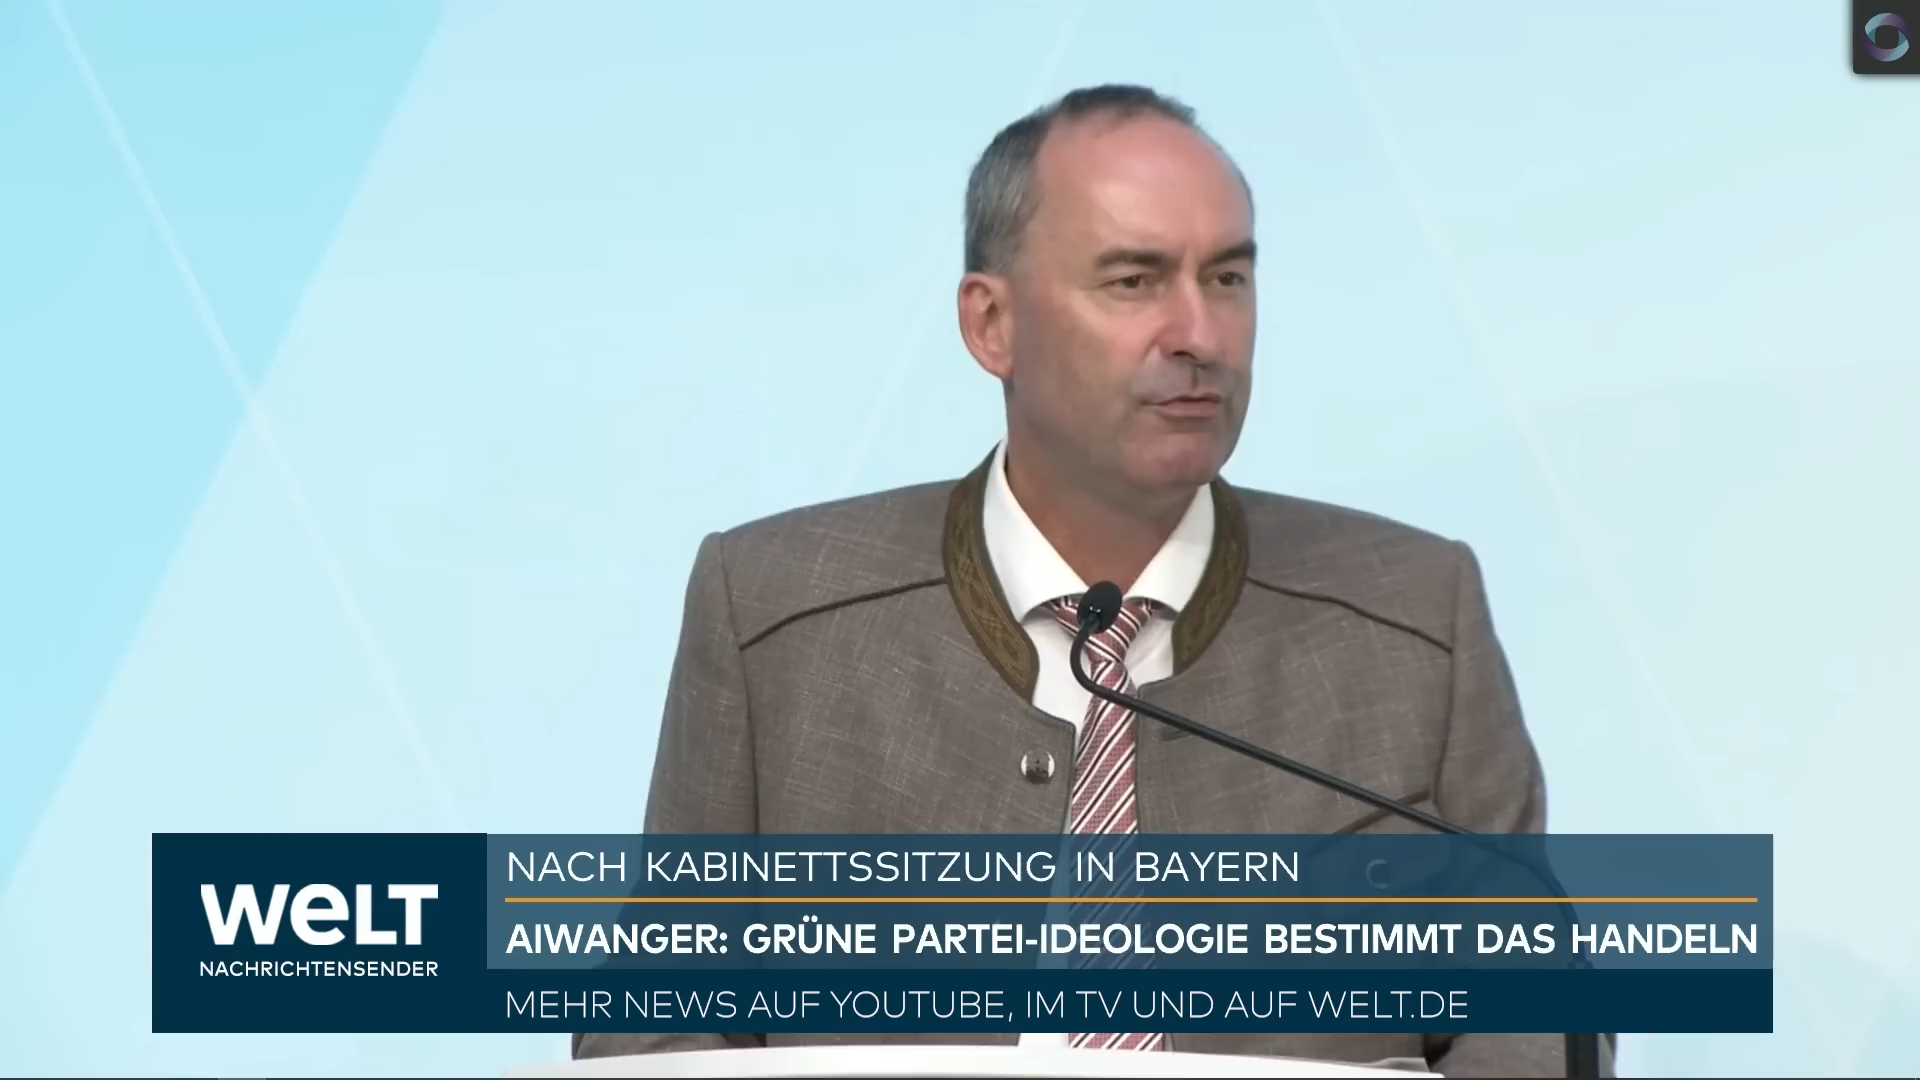 NACH KABINETTSSITZUNG IN BAYERN
AIWANGER: GRÜNE PARTEI-IDEOLOGIE BESTIMMT DAS HANDELN
WELT
NACHRICHTENSENDER
MEHR NEWS AUF YOUTUBE, IM TV UND AUF WELT.DE